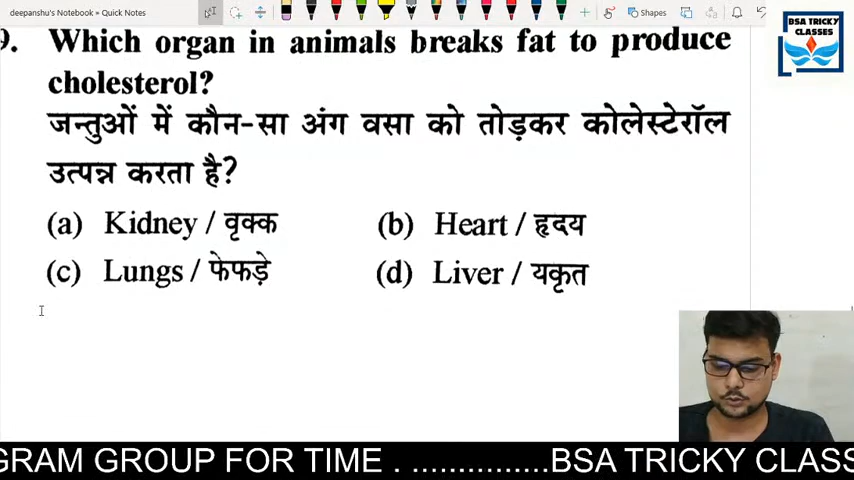 deepanshu's Notebook » Quick Notes
Shapes
BSA TRICKY
CLASSES
9. Which organ in animals breaks fat to produce
cholesterol?
जन्तुओं में कौन-सा अंग वसा को तोड़कर कोलेस्टेरॉल
उत्पन्न करता है?
(a) Kidney / वृक्क (b) Heart / हृदय
(c) Lungs / फेफड़े (d) Liver / यकृत
GRAM GROUP FOR TIME . ...............BSA TRICKY CLASS